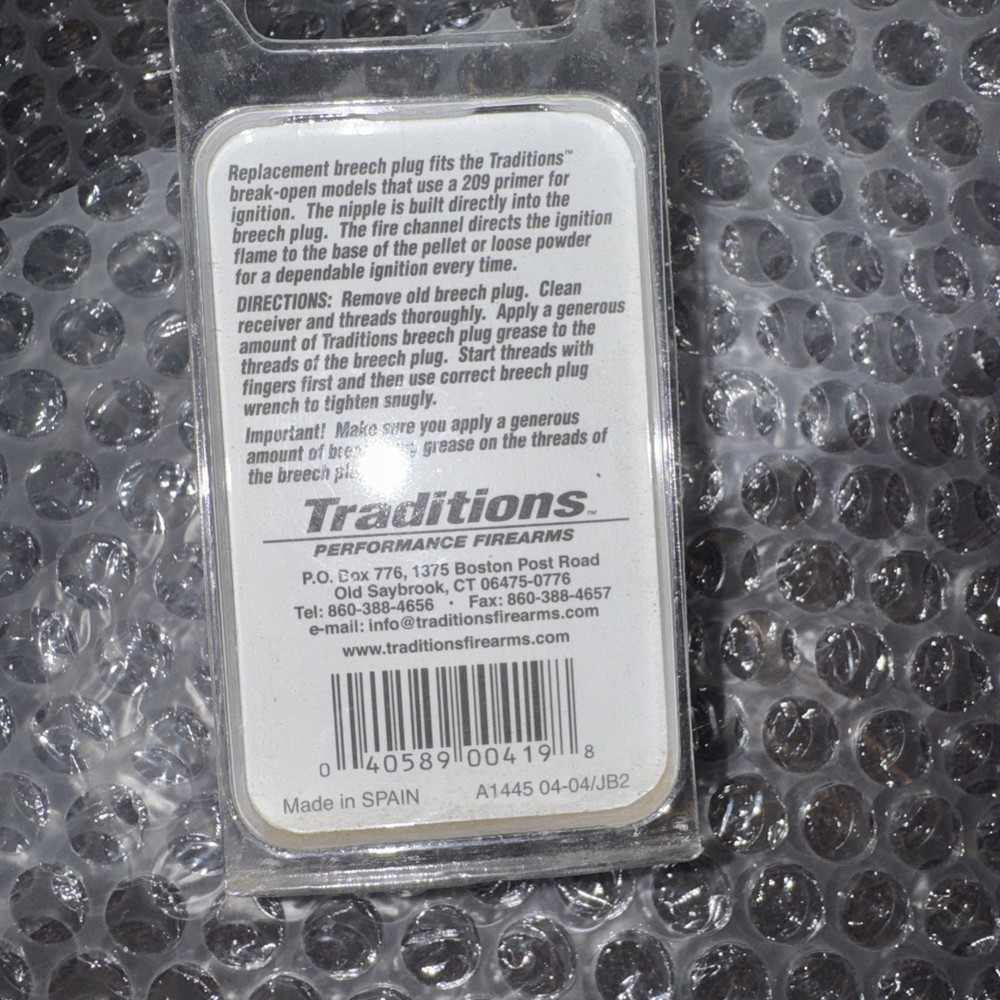 Replacement breech plug fits the Traditions™
break-open models that use a 209 primer for
ignition. The nipple is built directly into the
breech plug. The fire channel directs the ignition
flame to the base of the pellet or loose powder
for a dependable ignition every time.
DIRECTIONS: Remove old breech plug. Clean
receiver and threads thoroughly. Apply a generous
amount of Traditions breech plug grease to the
threads of the breech plug. Start threads with
fingers first and then use correct breech plug
wrench to tighten snugly.
Important! Make sure you apply a generous
amount of grease on the threads of
the breech
Traditions™
PERFORMANCE FIREARMS
P.O. Box 776, 1375 Boston Post Road
Old Saybrook, CT 06475-0776
Tel: 860-388-4656 · Fax: 860-388-4657
e-mail: info@traditionsfirearms.com
www.traditionsfirearms.com
0 40589 00419 8
Made in SPAIN A1445 04-04/JB2